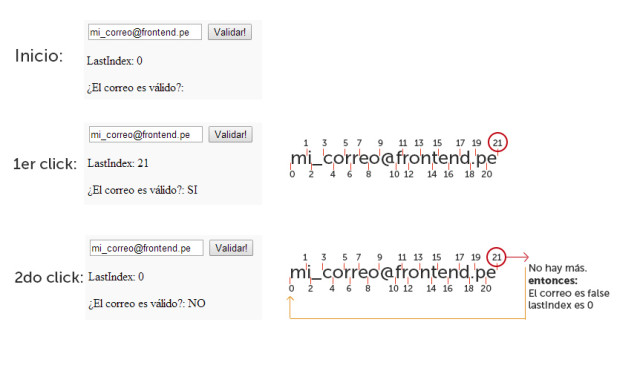 Inicio:
mi_correo@frontend.pe Validar!
LastIndex: 0
¿El correo es válido?:
1er click:
mi_correo@frontend.pe Validar!
LastIndex: 21
¿El correo es válido?: SI
1 3 5 7 9 11 13 15 17 19 21
mi_correo@frontend.pe
0 2 4 6 8 10 12 14 16 18 20
2do click:
mi_correo@frontend.pe Validar!
LastIndex: 0
¿El correo es válido?: NO
1 3 5 7 9 11 13 15 17 19 21
mi_correo@frontend.pe
0 2 4 6 8 10 12 14 16 18 20
No hay más.
entonces:
El correo es false
lastIndex es 0